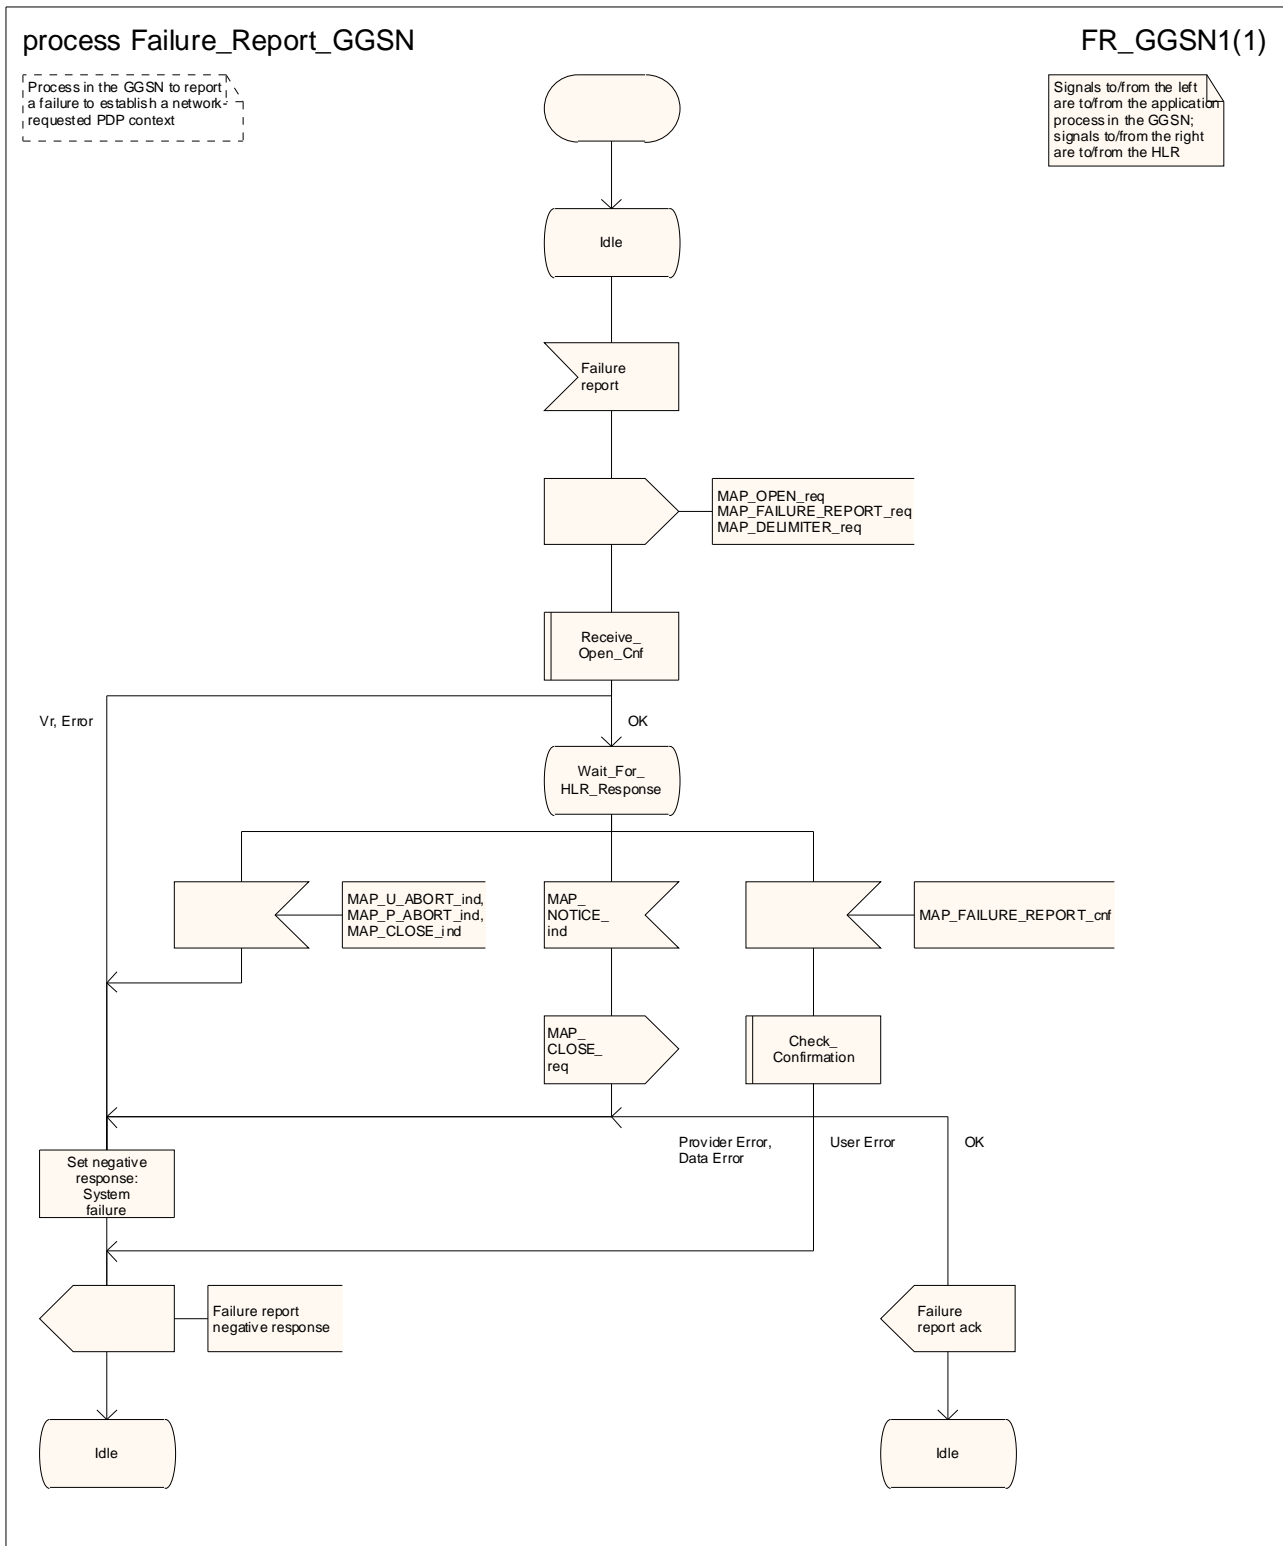 process Failure_Report_GGSN
FR_GGSN1(1)
Process in the GGSN to report
a failure to establish a network-
requested PDP context
Signals to/from the left
are to/from the application
process in the GGSN;
signals to/from the right
are to/from the HLR
Idle
Failure
report
MAP_OPEN_req
MAP_FAILURE_REPORT_req
MAP_DELIMITER_req
Receive_
Open_Cnf
Vr, Error
OK
Wait_For_
HLR_Response
MAP_U_ABORT_ind,
MAP_P_ABORT_ind,
MAP_CLOSE_ind
MAP_
NOTICE_
ind
MAP_FAILURE_REPORT_cnf
MAP_
CLOSE_
req
Check_
Confirmation
Provider Error,
Data Error
User Error
OK
Set negative
response:
System
failure
Failure report
negative response
Failure
report ack
Idle
Idle